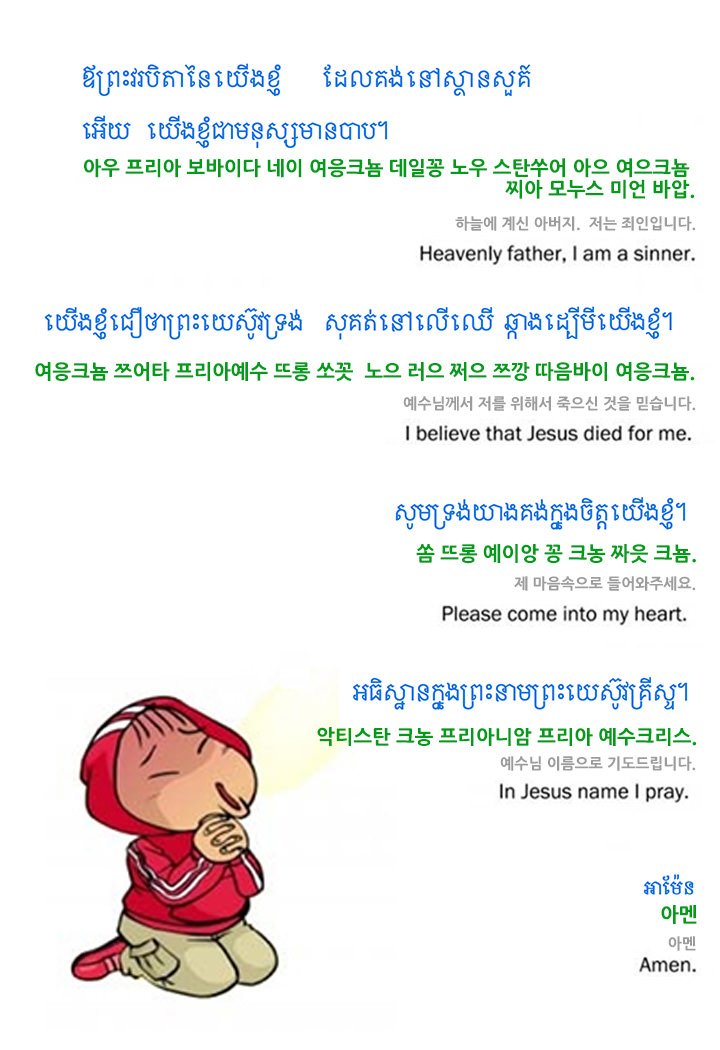 ឪព្រះវរបិតានៃយើងខ្ញុំ ដែលគង់នៅស្ថានសួគ៌
អើយ យើងខ្ញុំជាមនុស្សមានបាប។
아우 프리아 보바이다 네이 여응크뇸 데일꽁 노우 스탄쑤어 아으 여으크뇸
찌아 모누스 미언 바압.
하늘에 계신 아버지. 저는 죄인입니다.
Heavenly father, I am a sinner.
យើងខ្ញុំជឿថាព្រះយេស៊ូវទ្រង់ សុគត់នៅលើឈើ ឆ្កាងដើ្បីមីយើងខ្ញុំ។
여응크뇸 쯔어타 프리아예수 뜨롱 쏘꼿 노으 러으 쩌으 쯔깡 따음바이 여응크뇸.
예수님께서 저를 위해서 죽으신 것을 믿습니다.
I believe that Jesus died for me.
សូមទ្រង់យាងគង់ក្នុងចិត្តយើងខ្ញុំ។
쏨 뜨롱 예이앙 꽁 크농 짜읏 크뇸.
제 마음속으로 들어와주세요.
Please come into my heart.
អធិស្ឋានក្នុងព្រះនាមព្រះយេស៊ូវគ្រីស្ទ។
악티스탄 크농 프리아니암 프리아 예수크리스.
예수님 이름으로 기도드립니다.
In Jesus name I pray.
អាម៉ែន
아멘
아멘
Amen.